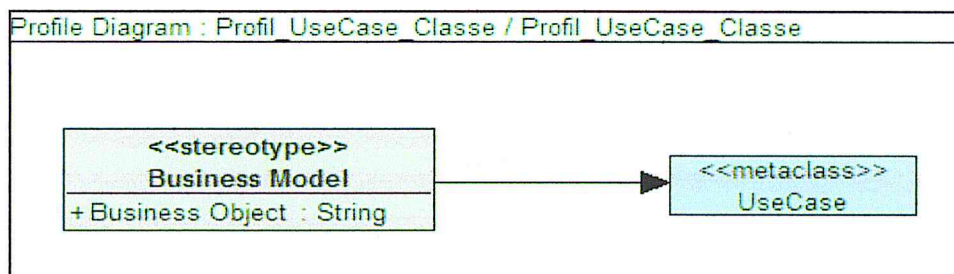 Profile Diagram : Profil_UseCase_Classe / Profil_UseCase_Classe
<<stereotype>>
Business Model
+ Business Object : String
<<metaclass>>
UseCase